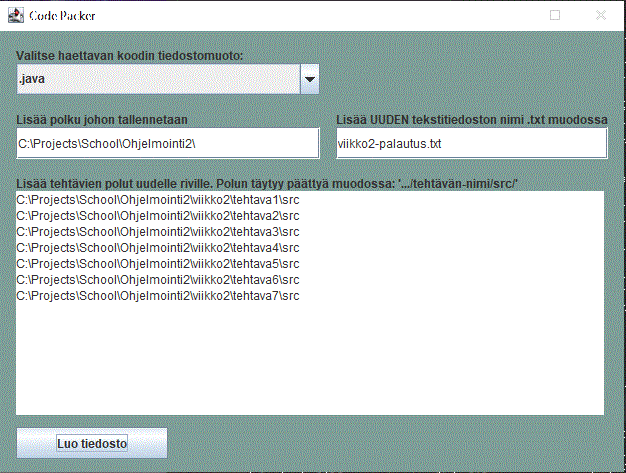 Code Packer
Valitse haettavan koodin tiedostomuoto:
.java
Lisää polku johon tallennetaan
Lisää UUDEN tekstitiedoston nimi .txt muodossa
C:\Projects\School\Ohjelmointi2\
viikko2-palautus.txt
Lisää tehtävien polut uudelle riville. Polun täytyy päättyä muodossa: '.../tehtävän-nimi/src/'
C:\Projects\School\Ohjelmointi2\viikko2\tehtava1\src
C:\Projects\School\Ohjelmointi2\viikko2\tehtava2\src
C:\Projects\School\Ohjelmointi2\viikko2\tehtava3\src
C:\Projects\School\Ohjelmointi2\viikko2\tehtava4\src
C:\Projects\School\Ohjelmointi2\viikko2\tehtava5\src
C:\Projects\School\Ohjelmointi2\viikko2\tehtava6\src
C:\Projects\School\Ohjelmointi2\viikko2\tehtava7\src
Luo tiedosto